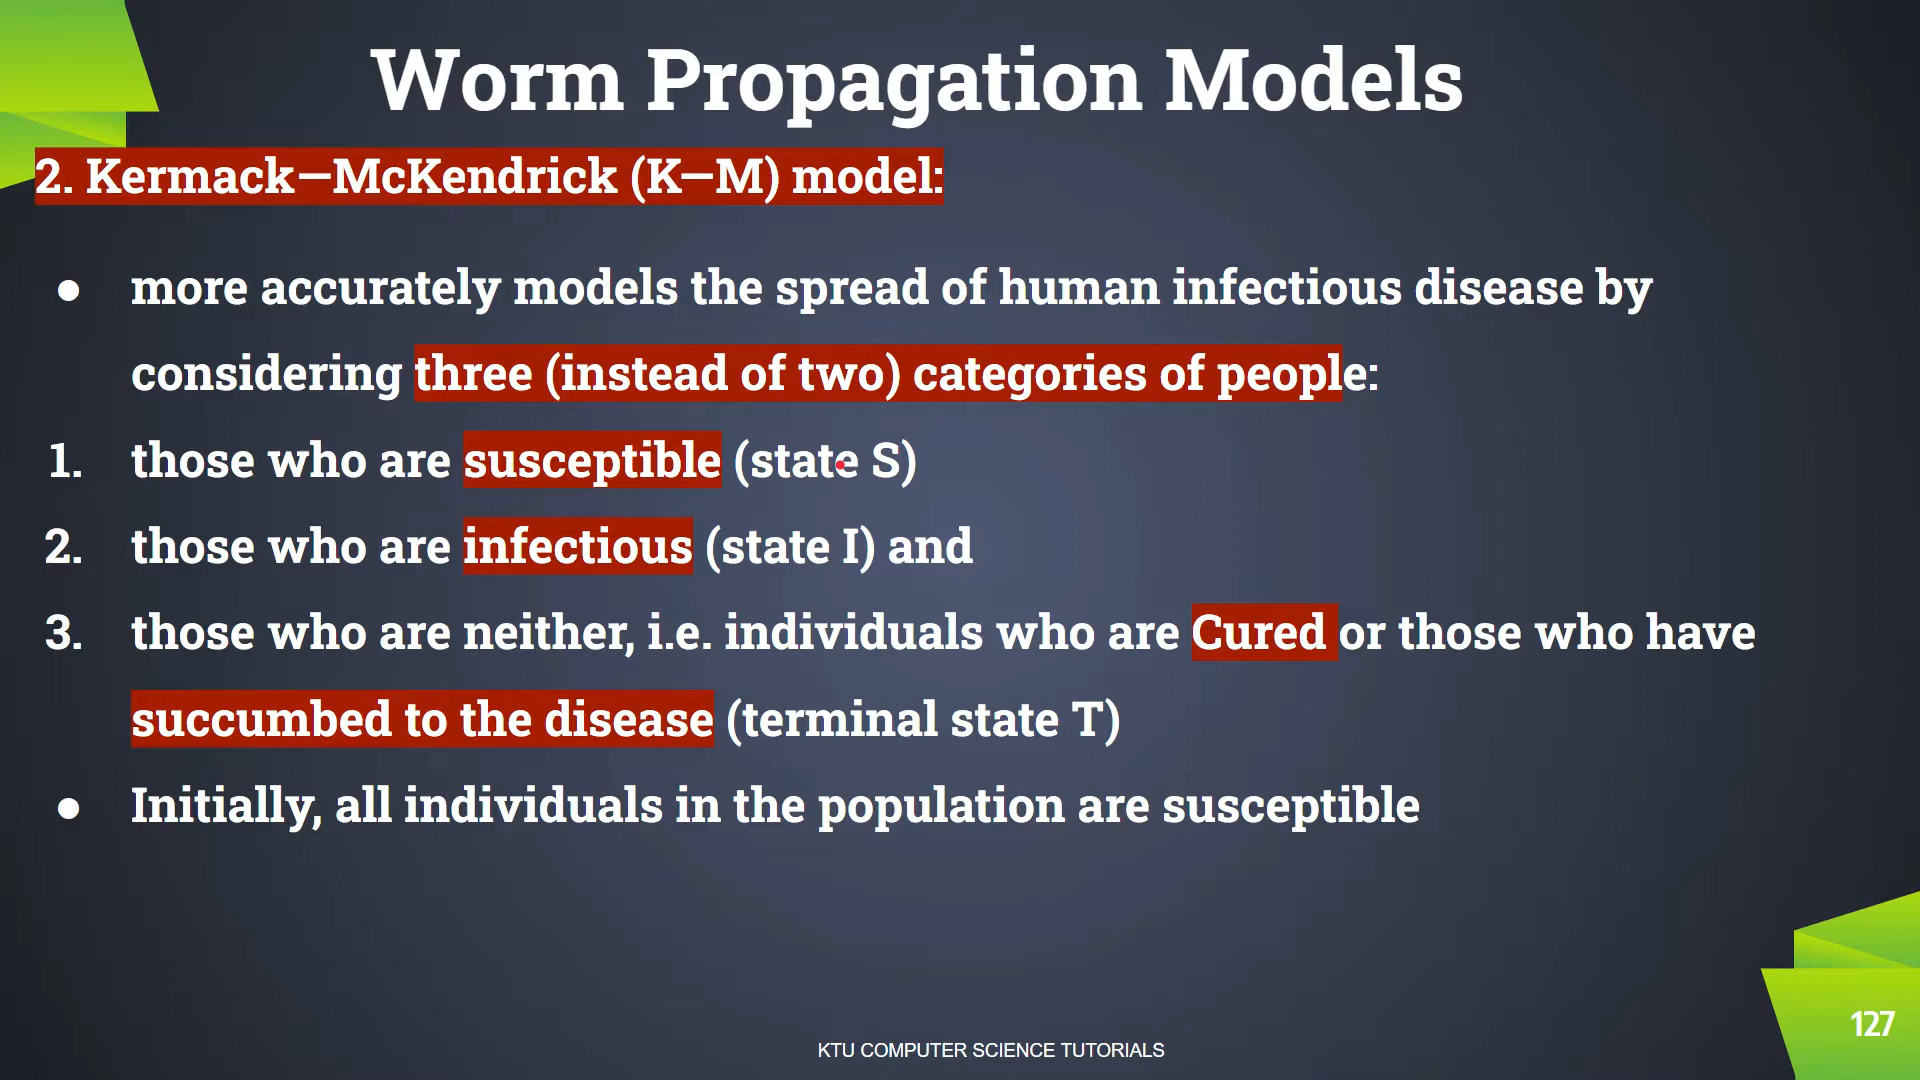 Worm Propagation Models
2. Kermack—McKendrick (K—M) model:
● more accurately models the spread of human infectious disease by
considering three (instead of two) categories of people:
1. those who are susceptible (state S)
2. those who are infectious (state I) and
3. those who are neither, i.e. individuals who are Cured or those who have
succumbed to the disease (terminal state T)
● Initially, all individuals in the population are susceptible
127
KTU COMPUTER SCIENCE TUTORIALS